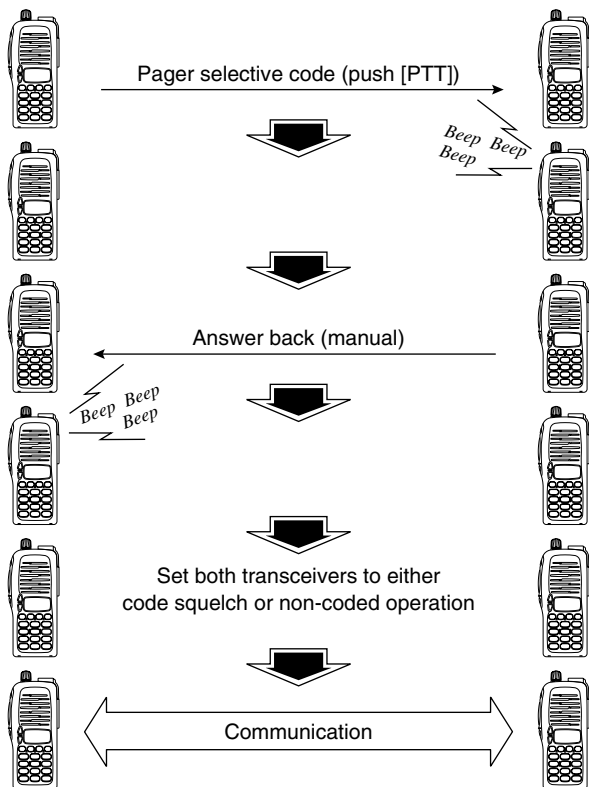 Pager selective code (push [PTT])
Beep Beep
Beep
Answer back (manual)
Beep Beep
Beep
Set both transceivers to either
code squelch or non-coded operation
Communication